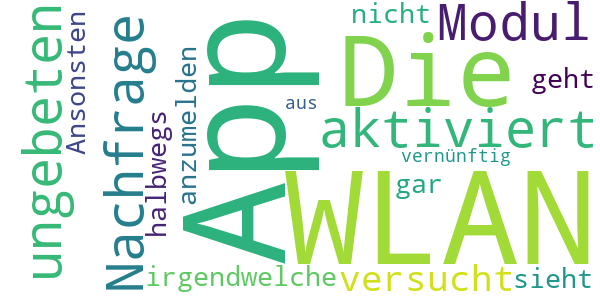 ungebeten
Ansonsten
Nachfrage
halbwegs
anzumelden
App
aus
nicht
Modul
Die
geht
aktiviert
vernünftig
gar
WLAN
irgendwelche
versucht
sieht